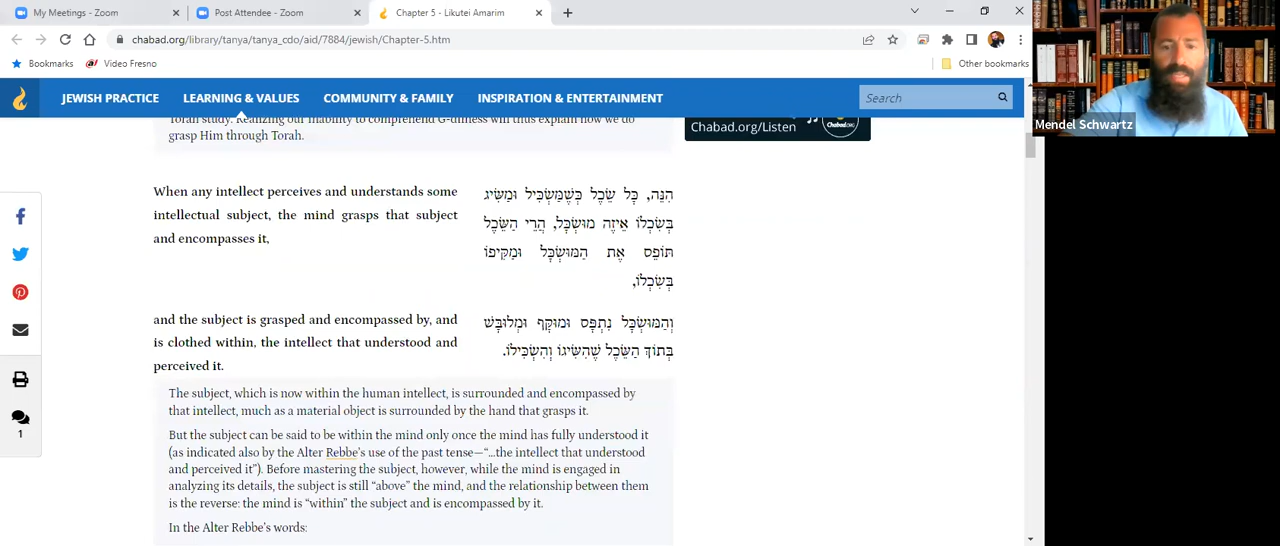 My Meetings - Zoom
Post Attendee - Zoom
Chapter 5 - Likutei Amarim
chabad.org/library/tanya/tanya_cdo/aid/7884/jewish/Chapter-5.htm
Bookmarks
Video Fresno
Other bookmarks
JEWISH PRACTICE
LEARNING & VALUES
COMMUNITY & FAMILY
INSPIRATION & ENTERTAINMENT
Search
Mendel Schwartz
Torah study. Realizing our inability to comprehend G-dliness will thus explain how we do
grasp Him through Torah.
Chabad.org/Listen
Chabad.org
When any intellect perceives and understands some
intellectual subject, the mind grasps that subject
and encompasses it,
הִנֵּה, כָּל שֵׂכֶל כְּשֶׁמַּשְׂכִּיל וּמַשִּׂיג
בְּשִׂכְלוֹ אֵיזֶה מוּשְׂכָּל, הֲרֵי הַשֵּׂכֶל
תּוֹפֵס אֶת הַמּוּשְׂכָּל וּמַקִּיפוֹ
בְּשִׂכְלוֹ,
and the subject is grasped and encompassed by, and
is clothed within, the intellect that understood and
perceived it.
וְהַמּוּשְׂכָּל נִתְפָּס וּמוּקָּף וּמְלוּבָּשׁ
בְּתוֹךְ הַשֵּׂכֶל שֶׁהִשִּׂיגוֹ וְהִשְׂכִּילוֹ.
1
The subject, which is now within the human intellect, is surrounded and encompassed by
that intellect, much as a material object is surrounded by the hand that grasps it.
But the subject can be said to be within the mind only once the mind has fully understood it
(as indicated also by the Alter Rebbe's use of the past tense—“...the intellect that understood
and perceived it”). Before mastering the subject, however, while the mind is engaged in
analyzing its details, the subject is still “above” the mind, and the relationship between them
is the reverse: the mind is “within” the subject and is encompassed by it.
In the Alter Rebbe's words: